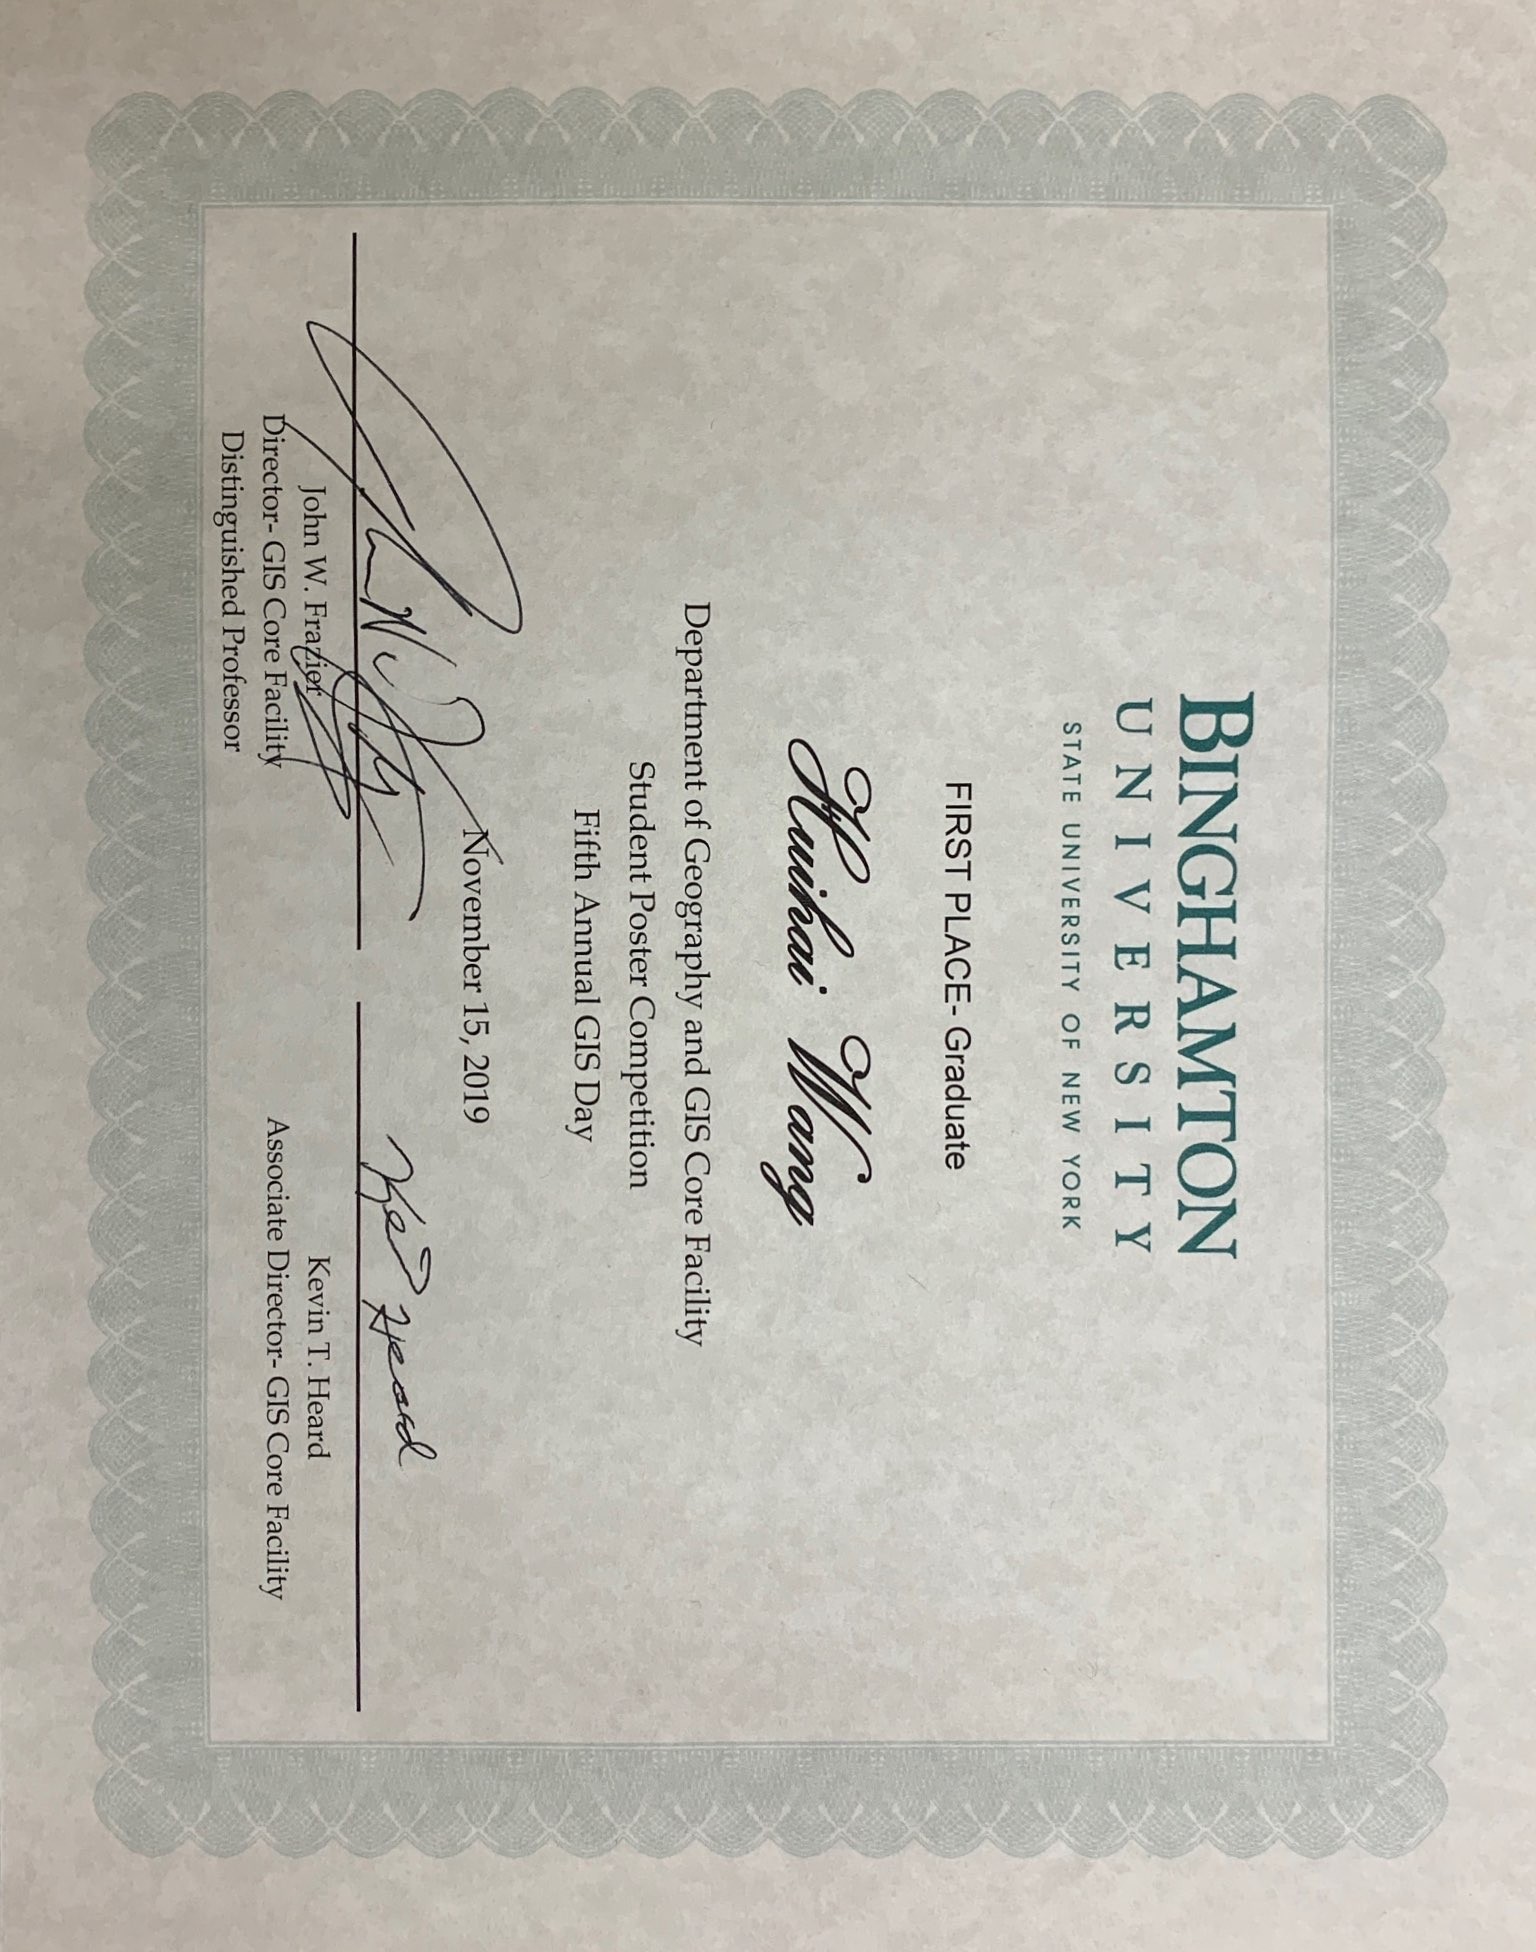 BINGHAMTON
UNIVERSITY
STATE UNIVERSITY OF NEW YORK
FIRST PLACE- Graduate
Huihai Wang
Department of Geography and GIS Core Facility
Student Poster Competition
Fifth Annual GIS Day
November 15, 2019
Kevin Heard
John W. Frazier
Director- GIS Core Facility
Distinguished Professor
Kevin T. Heard
Associate Director- GIS Core Facility